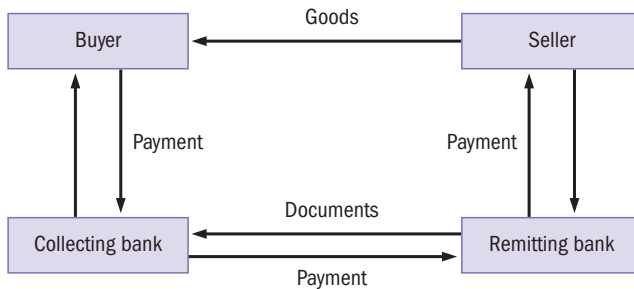 Goods
Buyer
Seller
Payment
Payment
Documents
Collecting bank
Remitting bank
Payment